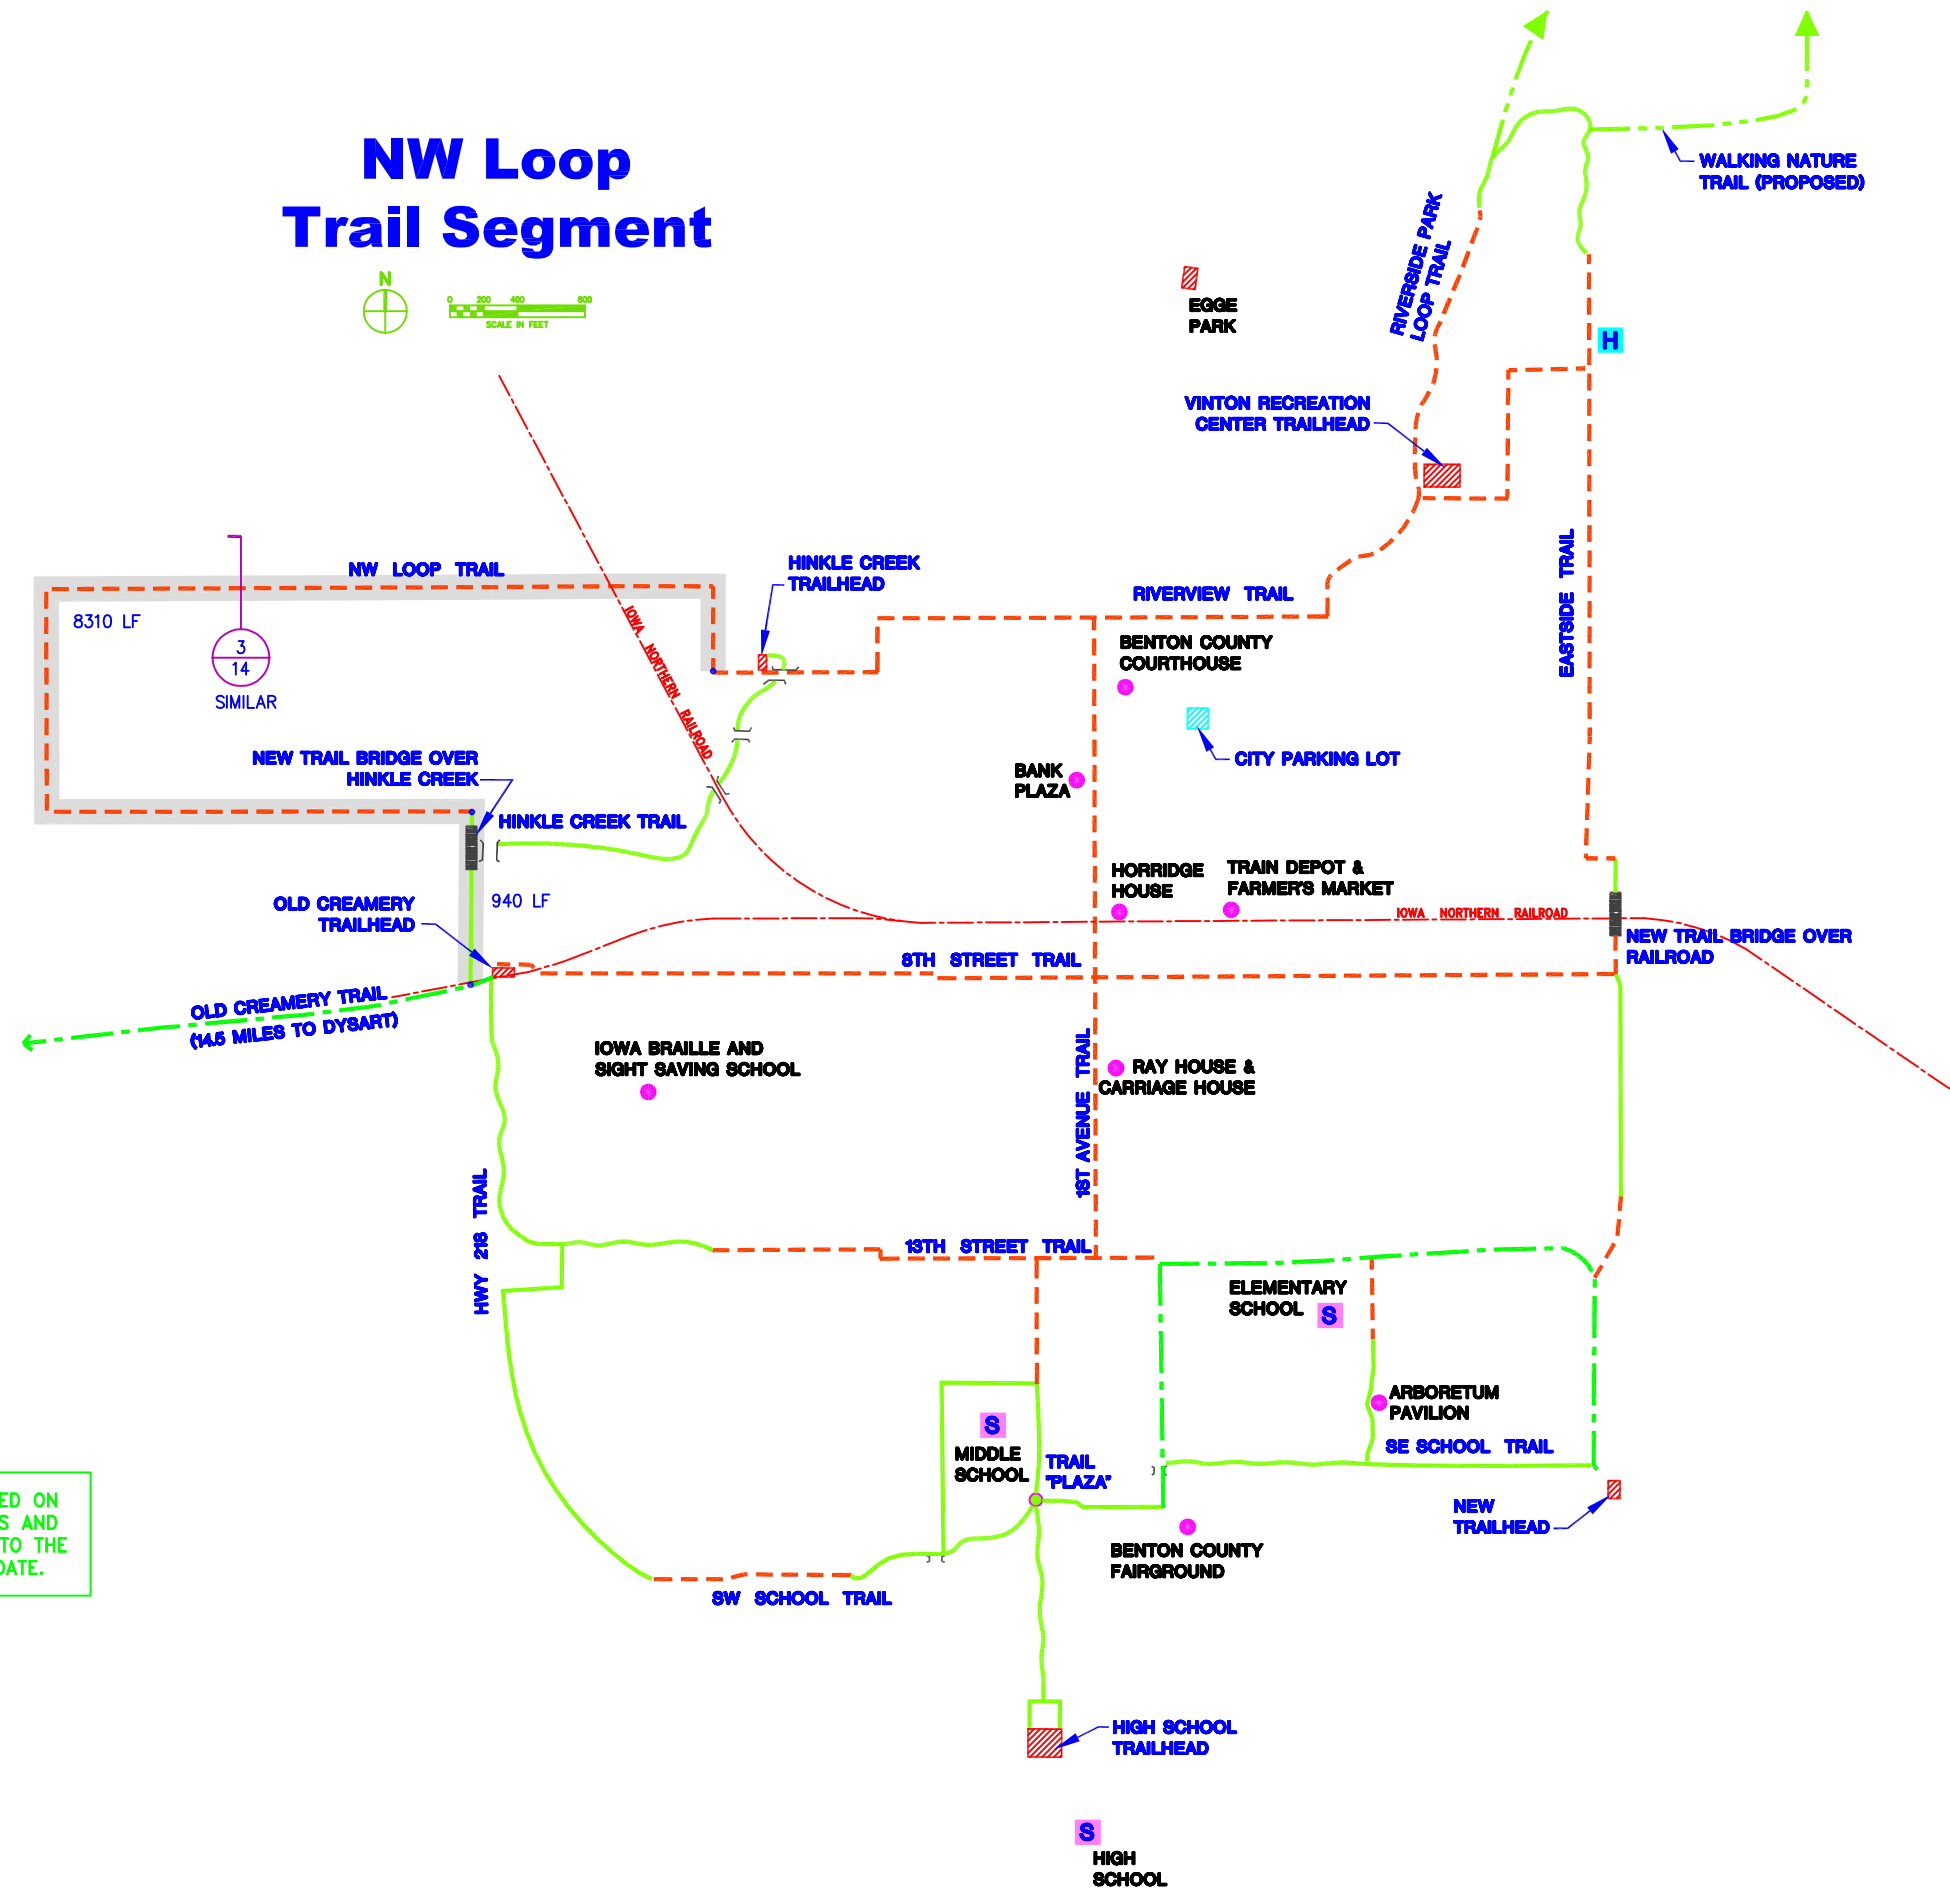 NW Loop
Trail Segment
N
0 200 400 800
SCALE IN FEET
WALKING NATURE
TRAIL (PROPOSED)
RIVERSIDE PARK
LOOP TRAIL
EGGE
PARK
H
VINTON RECREATION
CENTER TRAILHEAD
NW LOOP TRAIL
HINKLE CREEK
TRAILHEAD
RIVERVIEW TRAIL
EASTSIDE TRAIL
8310 LF
3
14
SIMILAR
IOWA NORTHERN RAILROAD
BENTON COUNTY
COURTHOUSE
CITY PARKING LOT
NEW TRAIL BRIDGE OVER
HINKLE CREEK
BANK
PLAZA
HINKLE CREEK TRAIL
HORRIDGE
HOUSE
TRAIN DEPOT &
FARMER'S MARKET
OLD CREAMERY
TRAILHEAD
940 LF
IOWA NORTHERN RAILROAD
NEW TRAIL BRIDGE OVER
RAILROAD
8TH STREET TRAIL
OLD CREAMERY TRAIL
(14.5 MILES TO DYSART)
IOWA BRAILLE AND
SIGHT SAVING SCHOOL
1ST AVENUE TRAIL
RAY HOUSE &
CARRIAGE HOUSE
HWY 218 TRAIL
13TH STREET TRAIL
ELEMENTARY
SCHOOL
S
ARBORETUM
PAVILION
SE SCHOOL TRAIL
S
MIDDLE
SCHOOL
TRAIL
"PLAZA"
NEW
TRAILHEAD
ED ON
S AND
TO THE
DATE.
BENTON COUNTY
FAIRGROUND
SW SCHOOL TRAIL
HIGH SCHOOL
TRAILHEAD
S
HIGH
SCHOOL